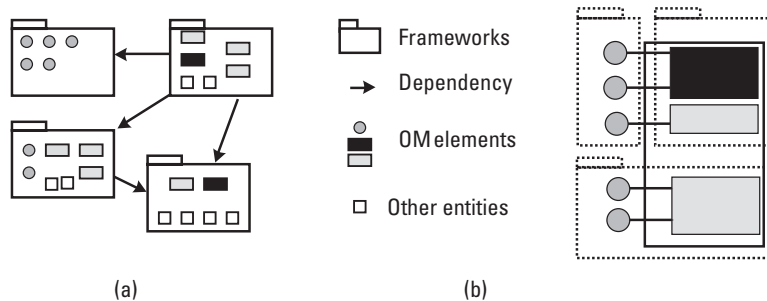 Frameworks
Dependency
OM elements
Other entities
(a)
(b)